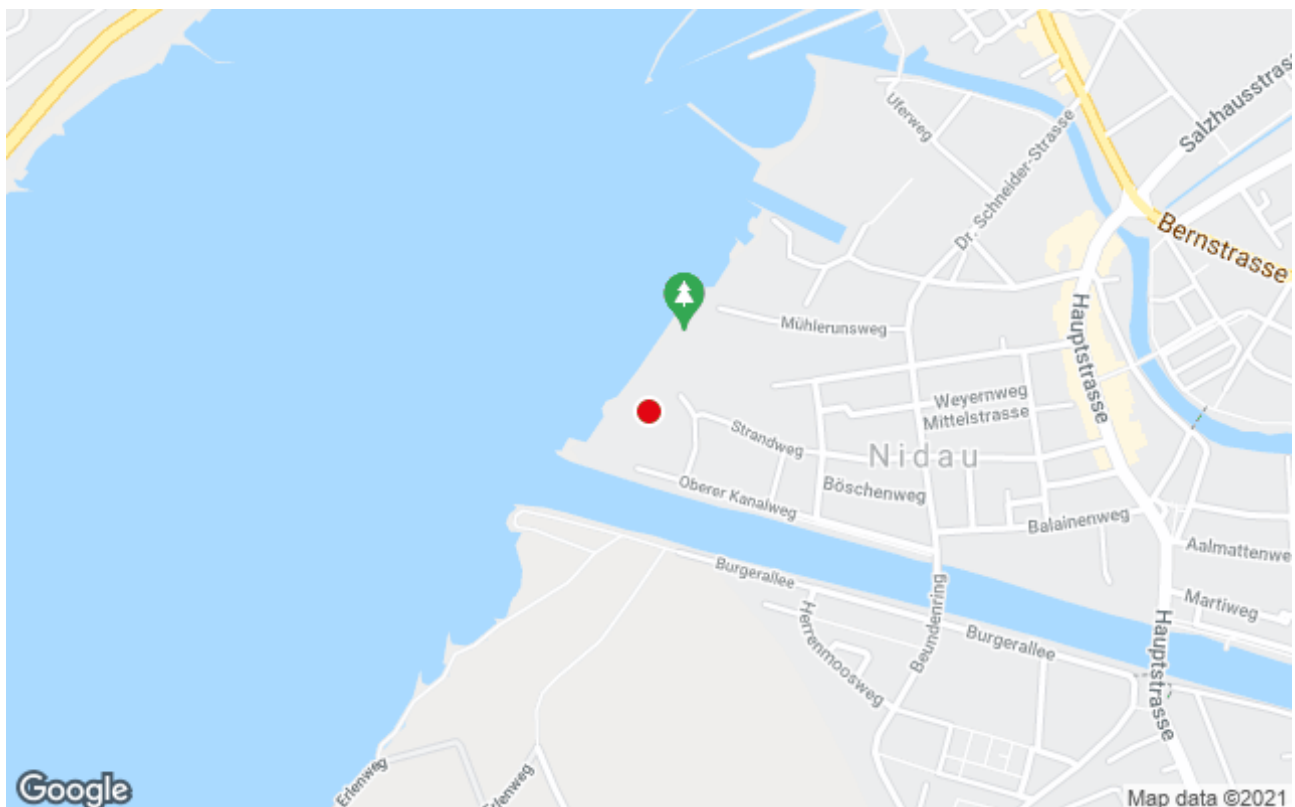 Uferweg
Salzhausstrass
Dr. Schneider-Strasse
Bernstrasse
Hauptstrasse
Mühlerunsweg
Weyernweg
Mittelstrasse
Strandweg
Nidau
Böschenweg
Oberer Kanalweg
Balainenweg
Aalmattenwe
Burgerallee
Beundenring
Martiweg
Herrenmoosweg
Burgerallee
Hauptstrasse
Erlenweg
Erlenweg
Google
Map data ©2021